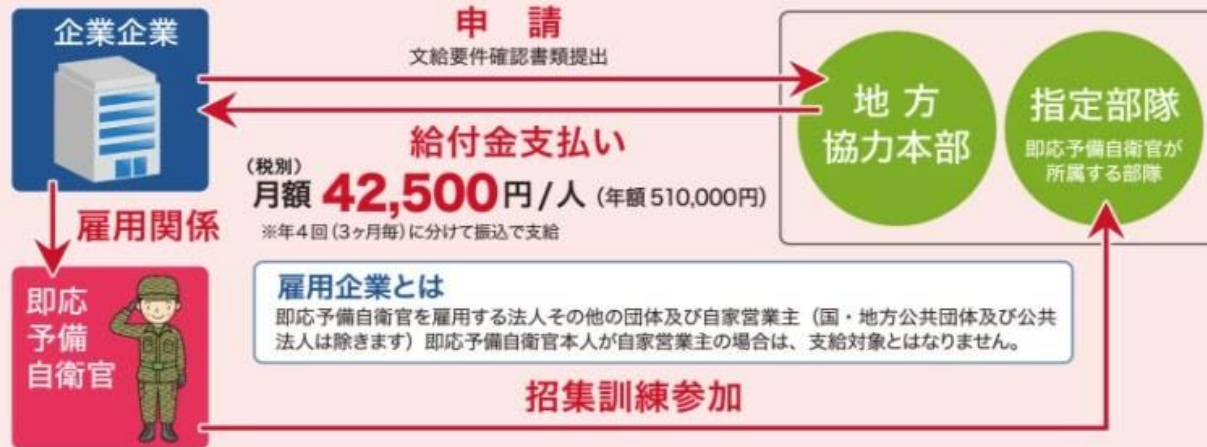 企業企業
申 請
文給要件確認書類提出
給付金支払い
(税別)
月額 42,500円/人 (年額510,000円)
※年4回(3ヶ月毎)に分けて振込で支給
地 方
協力本部
指定部隊
即応予備自衛官が
所属する部隊
雇用関係
即応
予備
自衛官
雇用企業とは
即応予備自衛官を雇用する法人その他の団体及び自家営業主(国・地方公共団体及び公共
法人は除きます)即応予備自衛官本人が自家営業主の場合は、支給対象とはなりません。
招集訓練参加